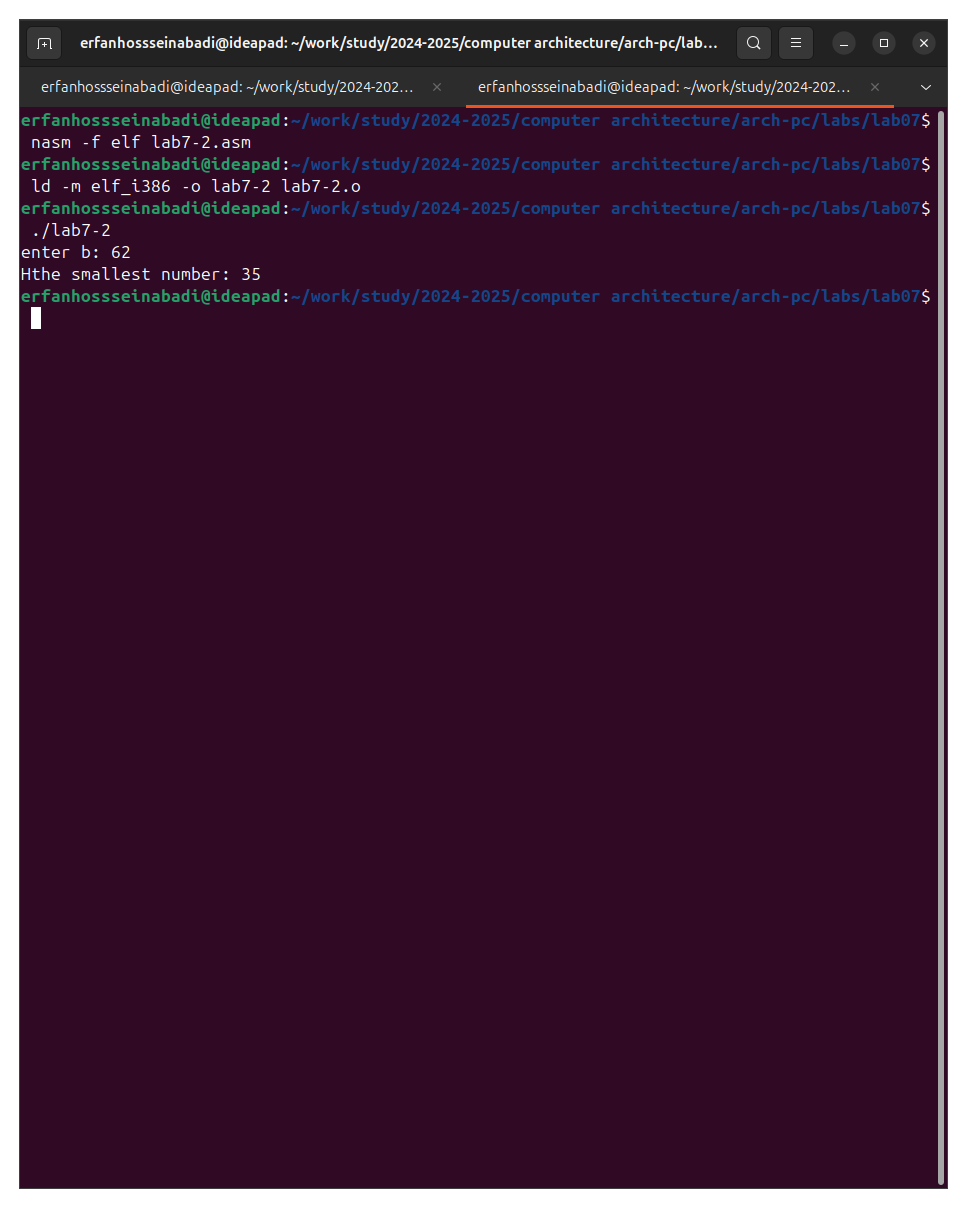 erfanhossseinabadi@ideapad: ~/work/study/2024-2025/computer architecture/arch-pc/lab…
erfanhossseinabadi@ideapad: ~/work/study/2024-202… × erfanhossseinabadi@ideapad: ~/work/study/2024-202… ×
erfanhossseinabadi@ideapad:~/work/study/2024-2025/computer architecture/arch-pc/labs/lab07$
nasm -f elf lab7-2.asm
erfanhossseinabadi@ideapad:~/work/study/2024-2025/computer architecture/arch-pc/labs/lab07$
ld -m elf_i386 -o lab7-2 lab7-2.o
erfanhossseinabadi@ideapad:~/work/study/2024-2025/computer architecture/arch-pc/labs/lab07$
./lab7-2
enter b: 62
Hthe smallest number: 35
erfanhossseinabadi@ideapad:~/work/study/2024-2025/computer architecture/arch-pc/labs/lab07$